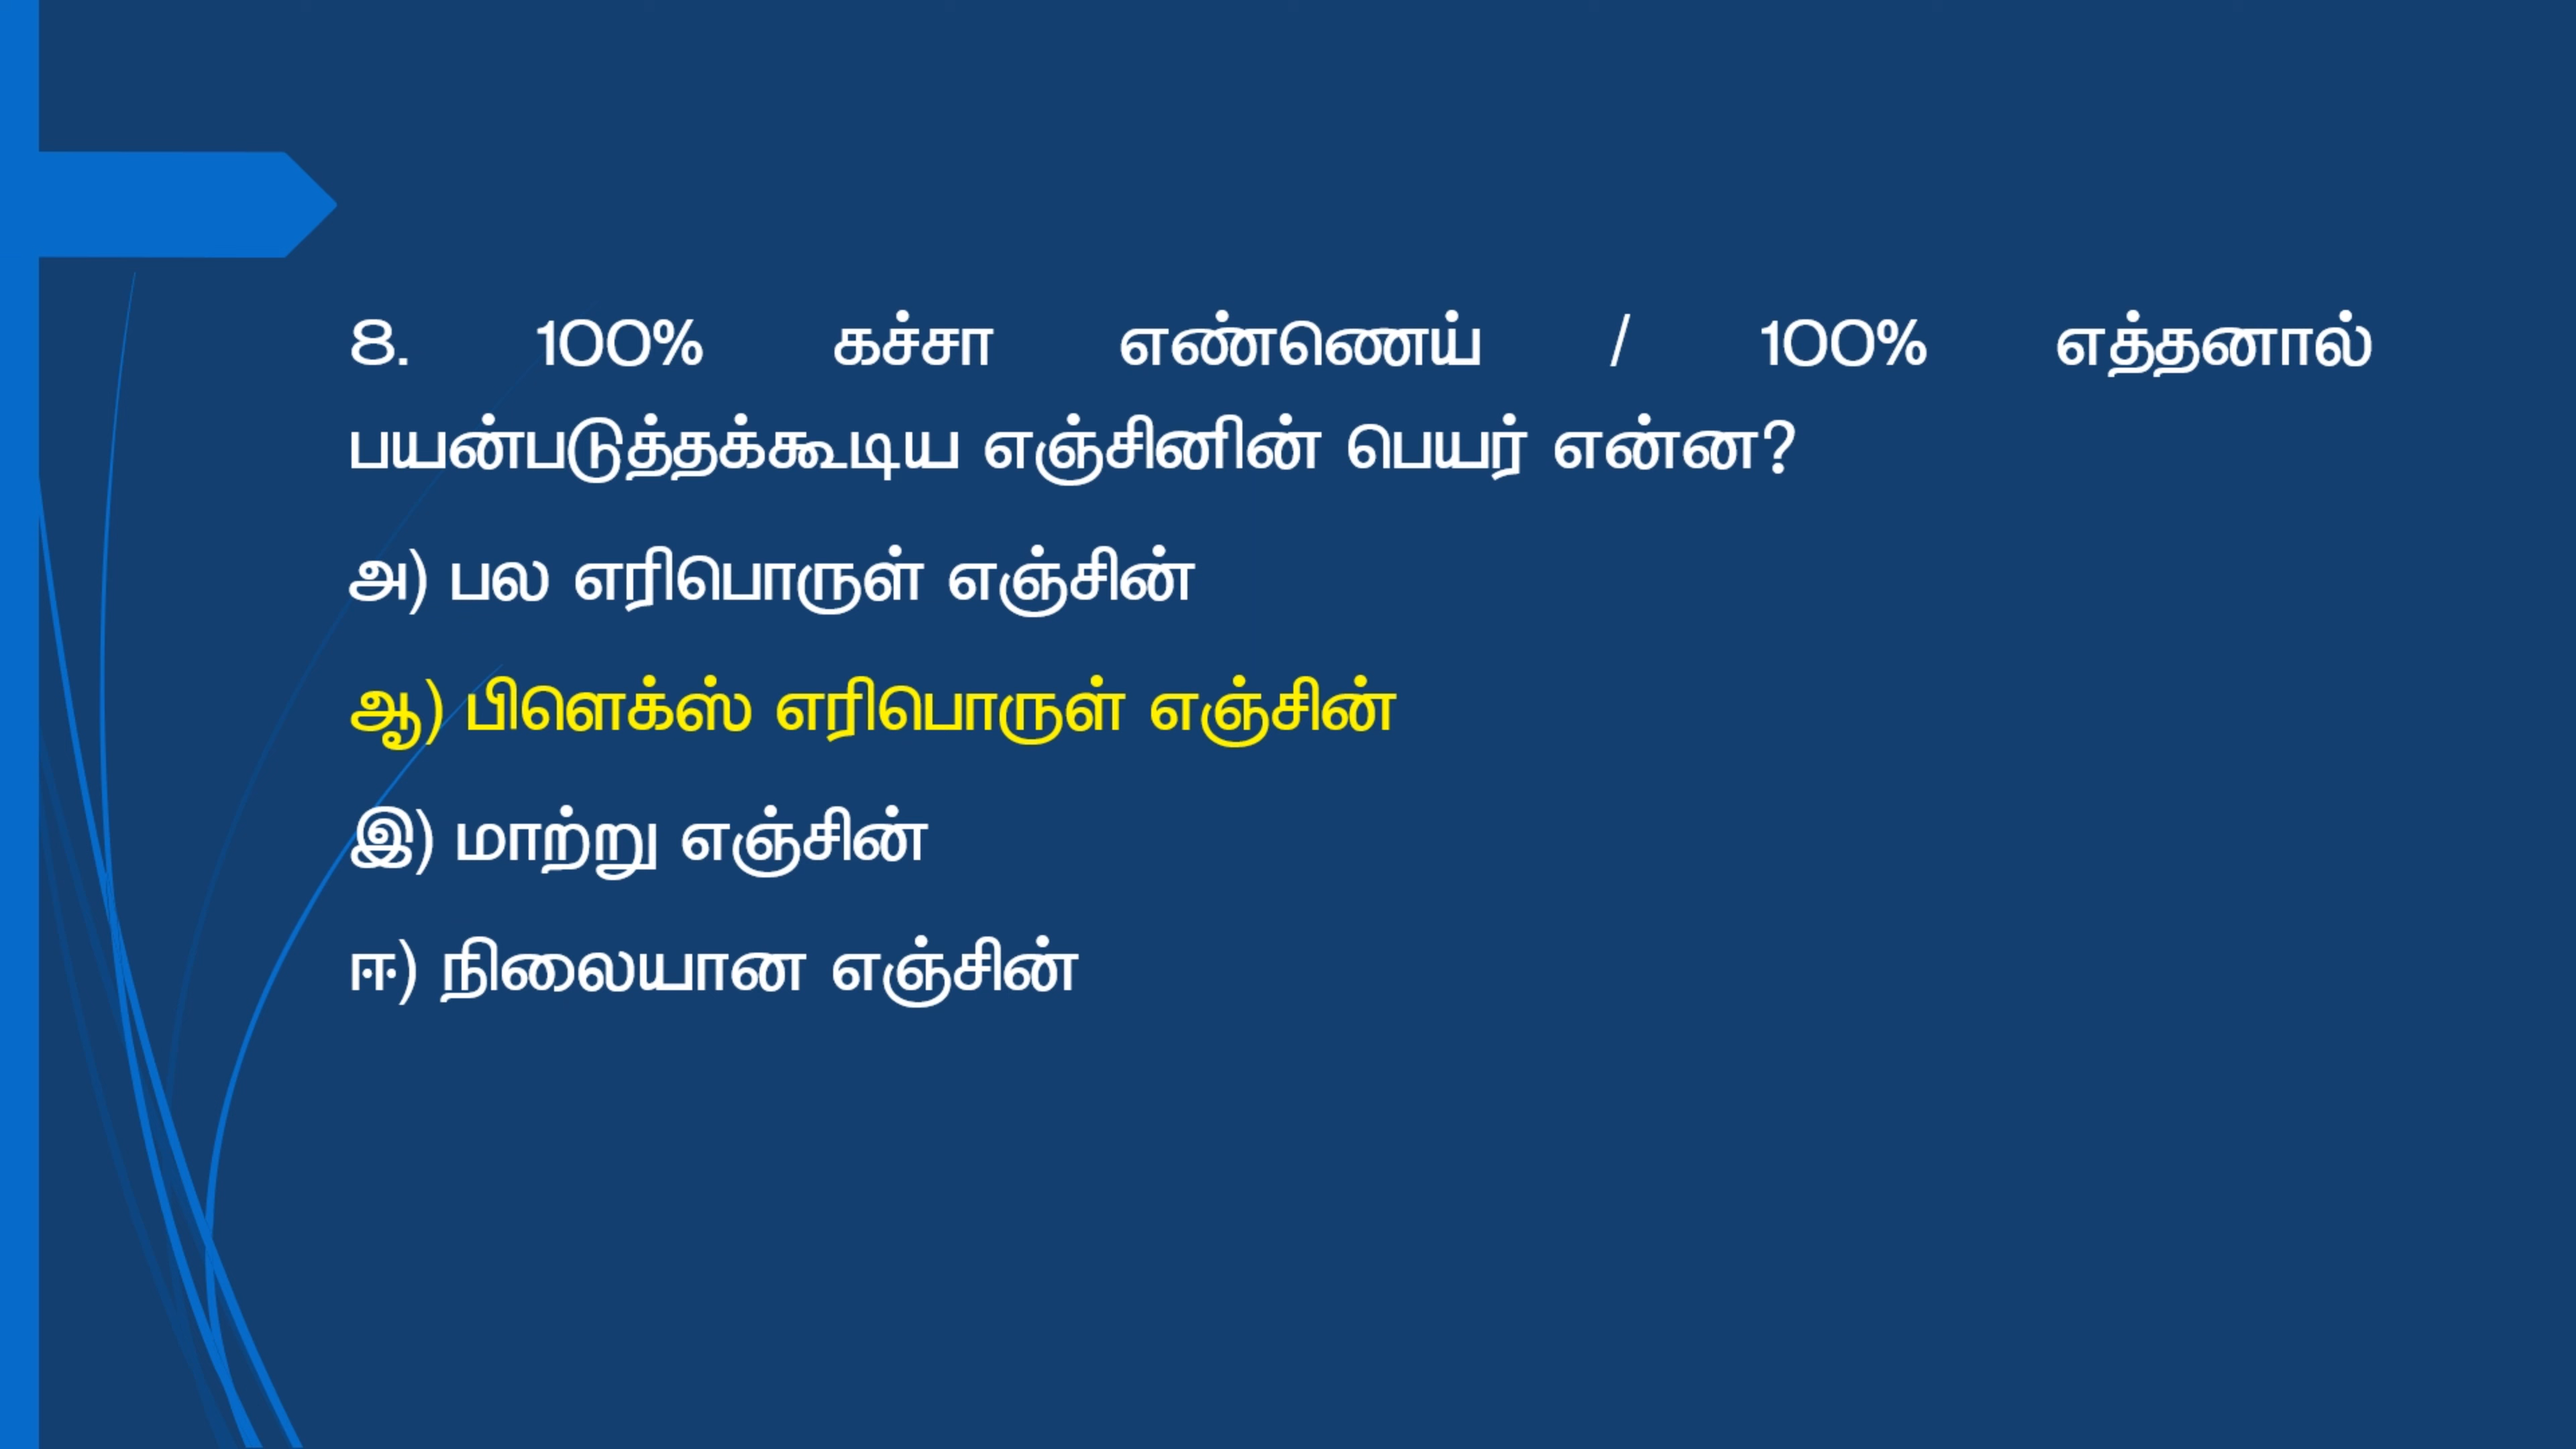 8. 100% கச்சா எண்ணெய் / 100% எத்தனால்
பயன்படுத்தக்கூடிய எஞ்சினின் பெயர் என்ன?
அ) பல எரிபொருள் எஞ்சின்
ஆ) பிளெக்ஸ் எரிபொருள் எஞ்சின்
இ) மாற்று எஞ்சின்
ஈ) நிலையான எஞ்சின்